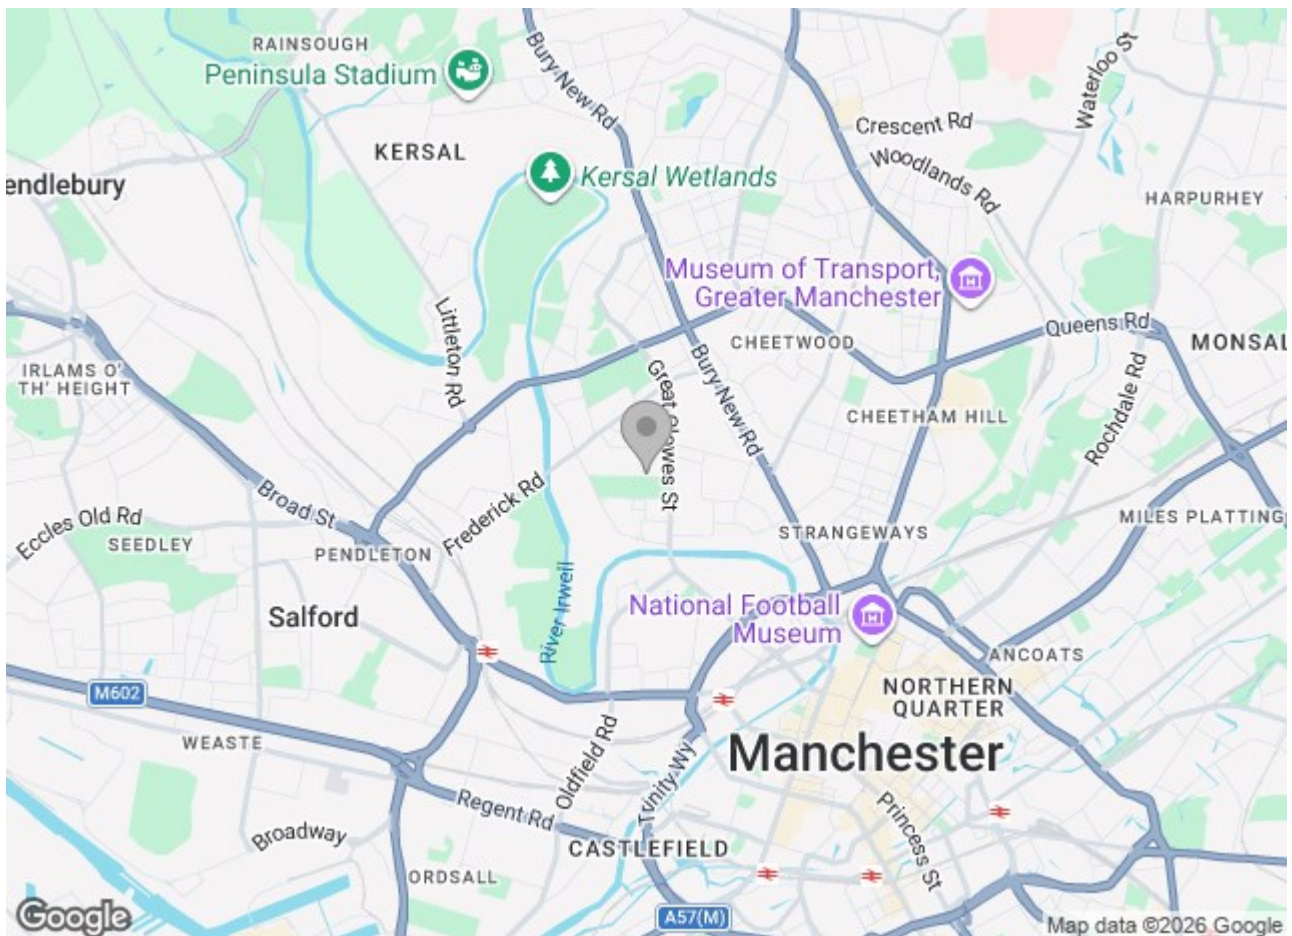 RAINSOUGH
Peninsula Stadium
Bury New Rd
Waterloo St
Crescent Rd
KERSAL
Woodlands Rd
endlebury
Kersal Wetlands
HARPURHEY
Museum of Transport,
Greater Manchester
Littleton Rd
Queens Rd
CHEETWOOD
MONSAL
IRLAMS O'
TH' HEIGHT
Bury New Rd
Rochdale Rd
CHEETHAM HILL
Broad St
Frederick Rd
Eccles Old Rd
SEEDLEY
PENDLETON
STRANGEWAYS
MILES PLATTING
River Irwell
National Football
Museum
Salford
ANCOATS
M602
NORTHERN
QUARTER
WEASTE
Oldfield Rd
Trinity Wy
Manchester
Regent Rd
Broadway
Princess St
CASTLEFIELD
ORDSALL
A57(M)
Google
Map data ©2026 Google